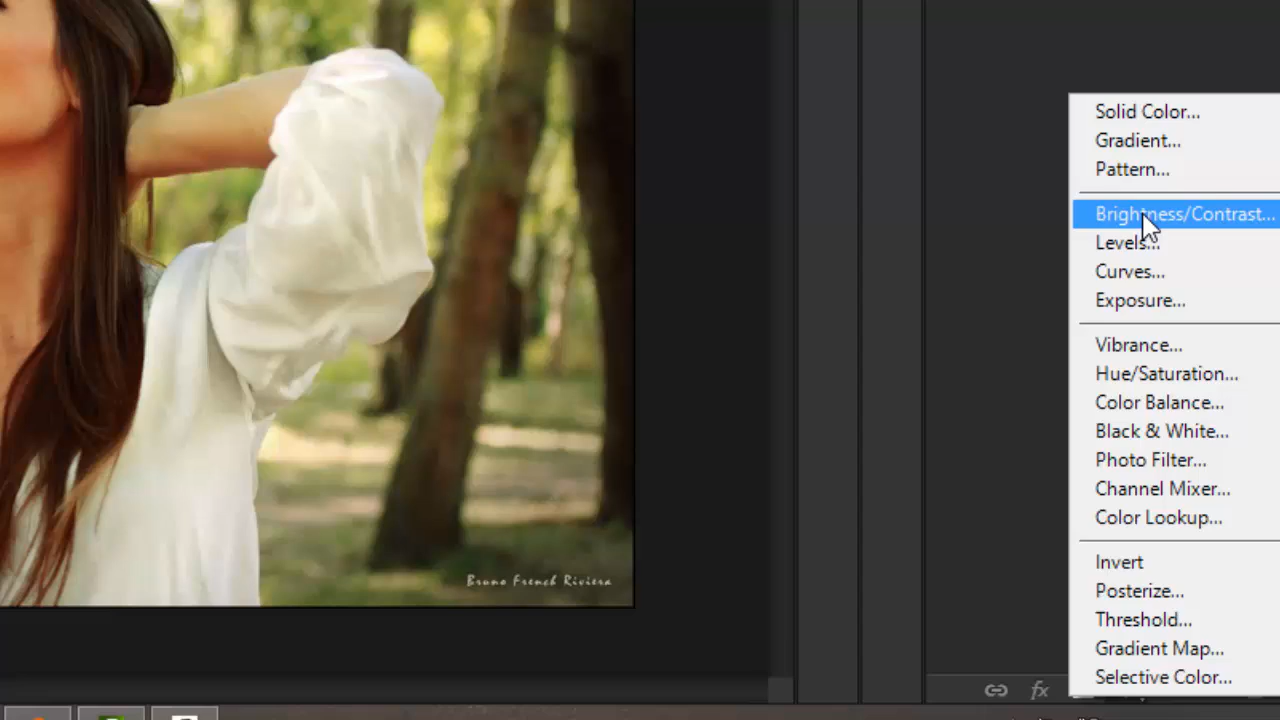 Solid Color...
Gradient...
Pattern...
Brightness/Contrast...
Levels...
Curves...
Exposure...
Vibrance...
Hue/Saturation...
Color Balance...
Black & White...
Photo Filter...
Channel Mixer...
Color Lookup...
Invert
Posterize...
Threshold...
Gradient Map...
Selective Color...
Bruno French Riviera
fx